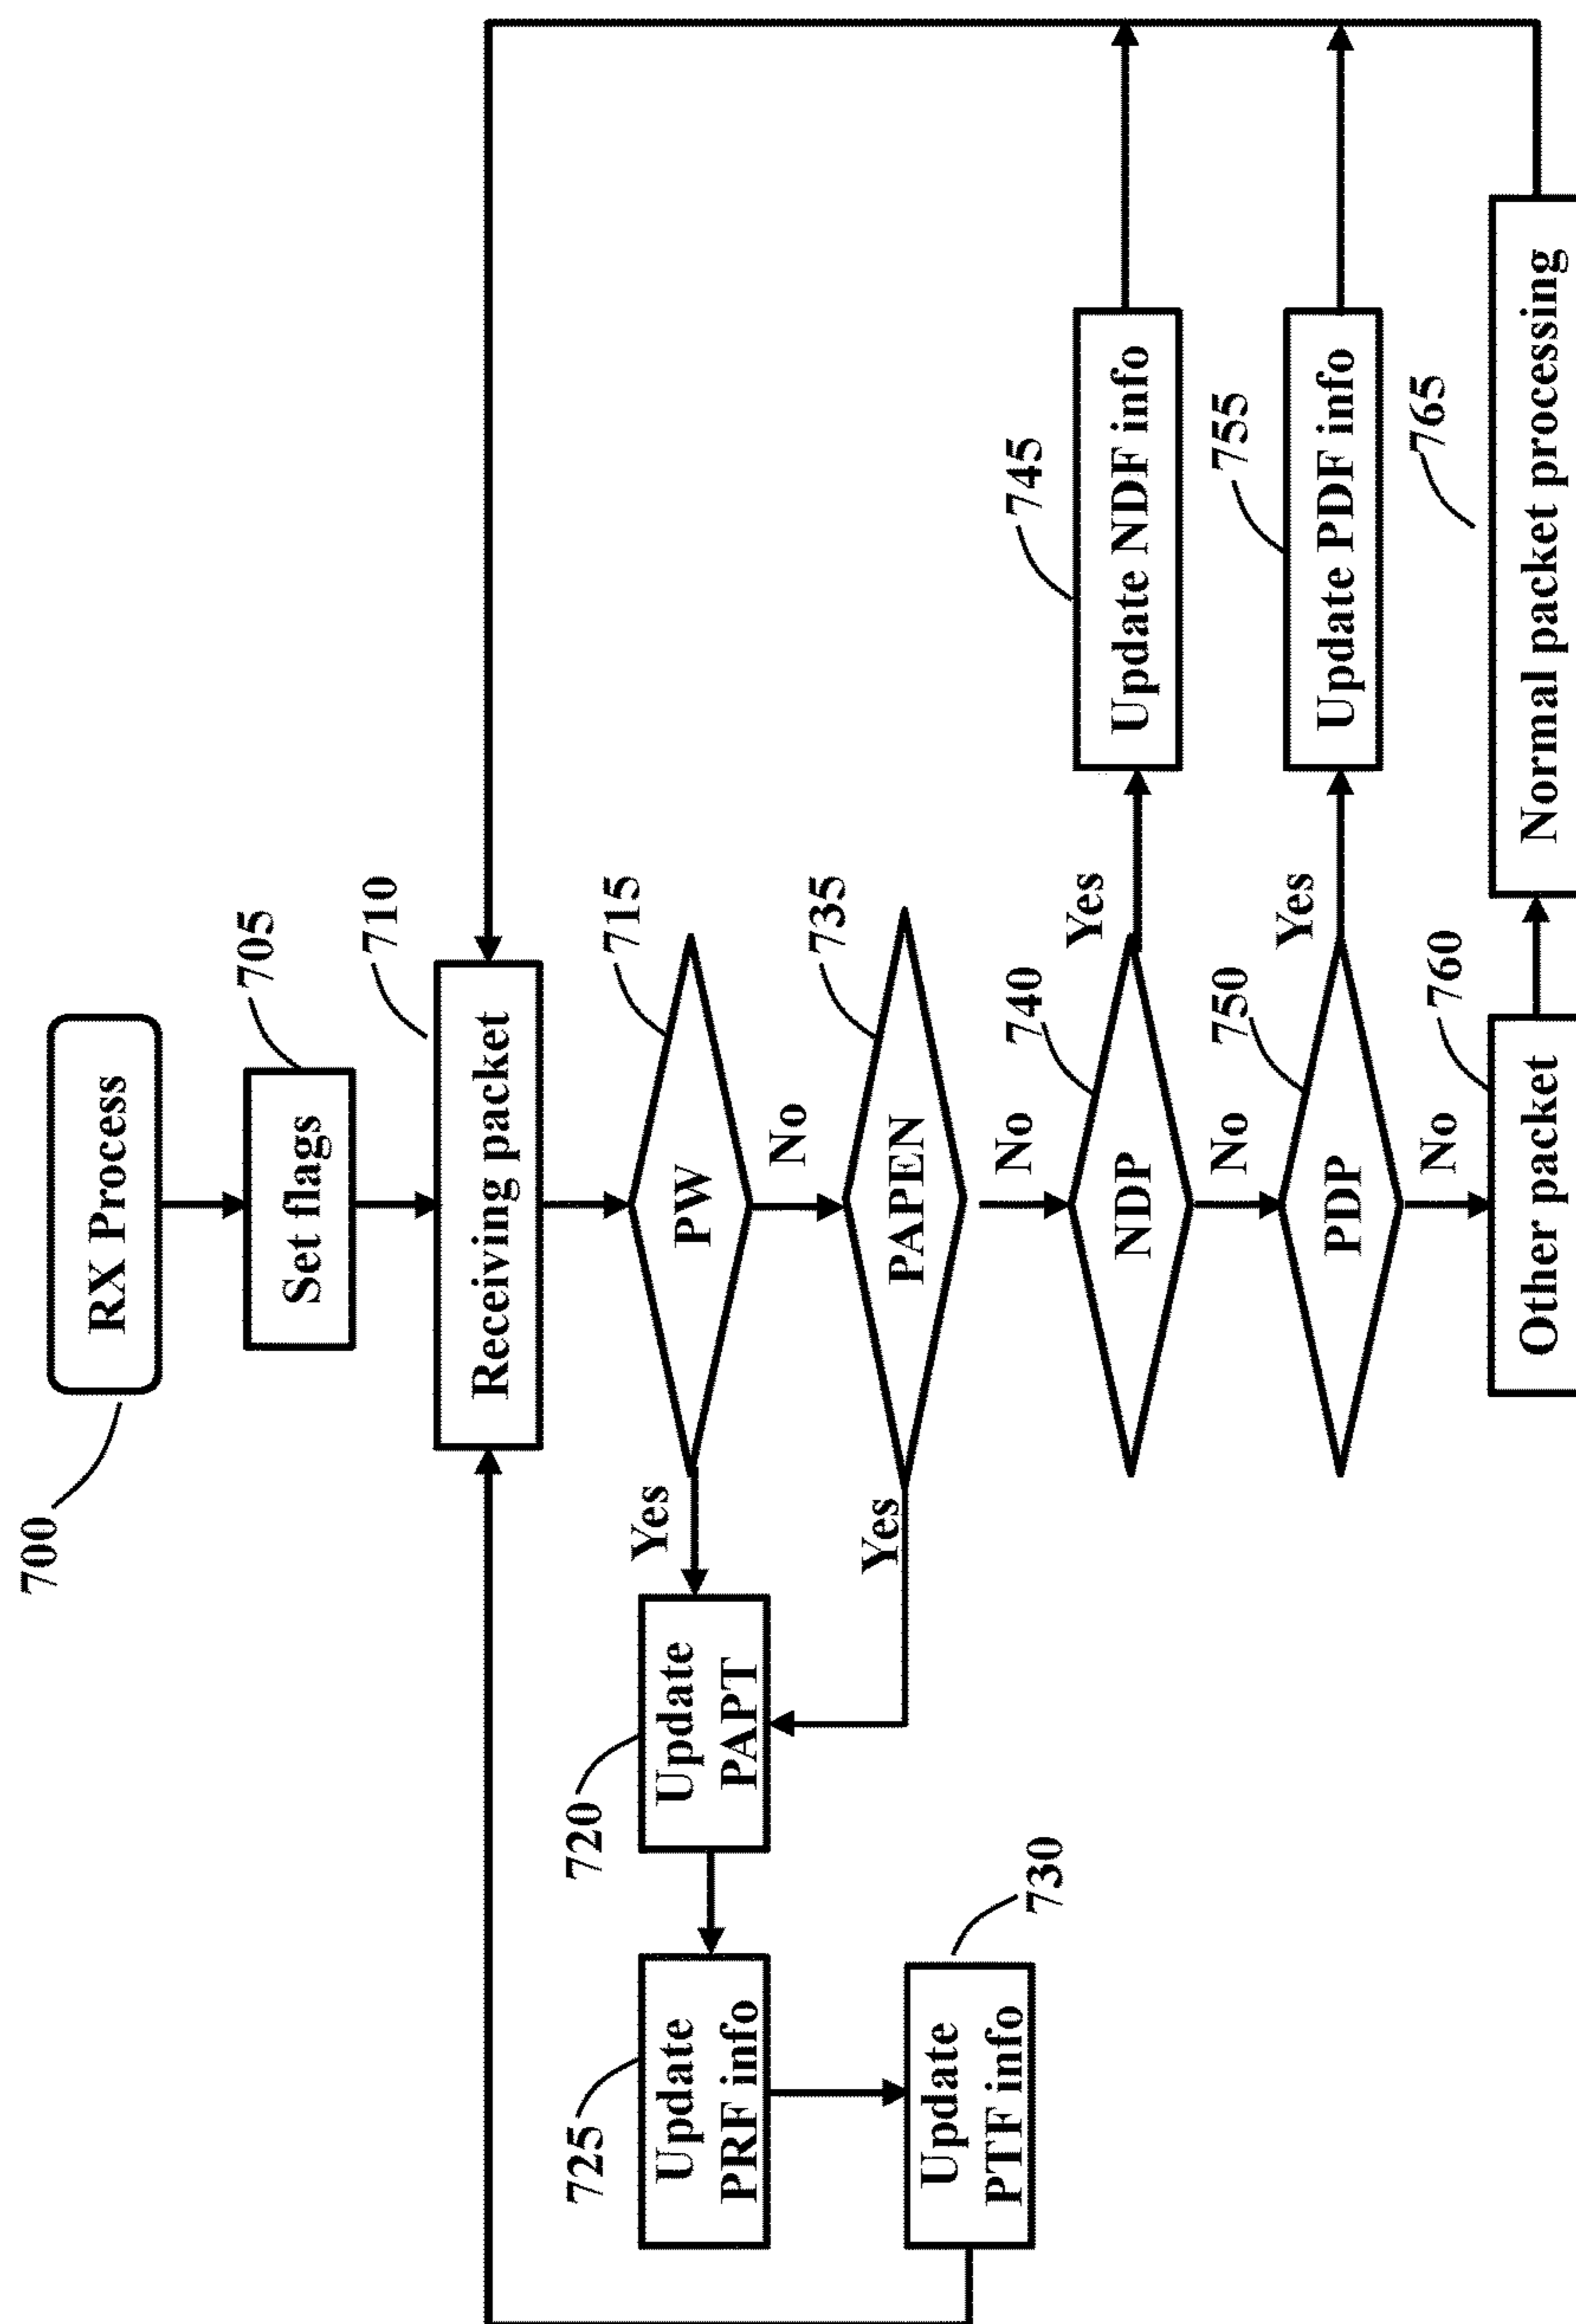 700
RX Process
Set flags
705
Receiving packet
710
PW
715
Yes
No
Update
PAPT
720
Update
PRF info
725
Update
PTF info
730
PAPEN
735
Yes
No
NDP
740
Yes
No
Update NDF info
745
PDP
750
Yes
No
Update PDF info
755
Other packet
760
Normal packet processing
765